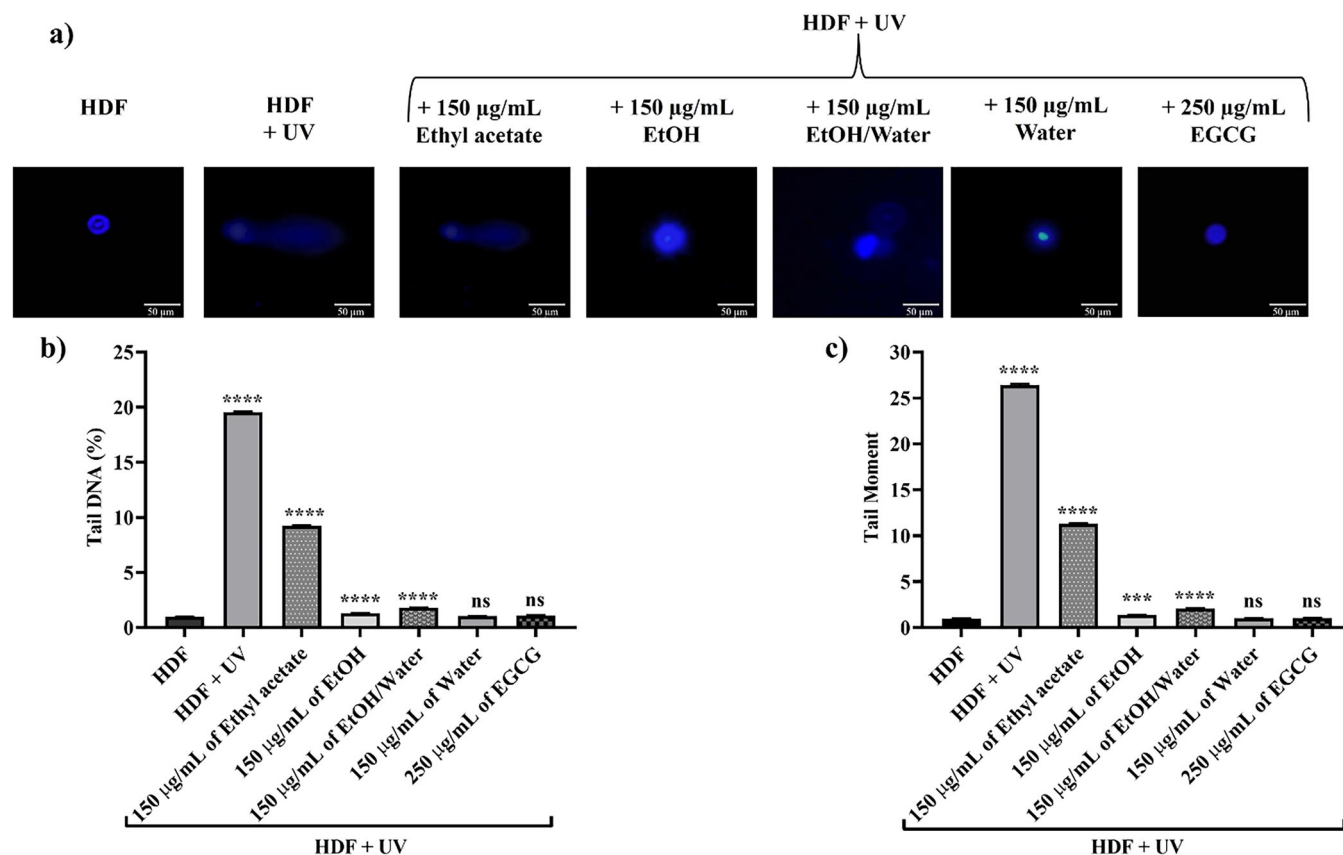 a)
HDF + UV
HDF
HDF
+ UV
+ 150 µg/mL
Ethyl acetate
+ 150 µg/mL
EtOH
+ 150 µg/mL
EtOH/Water
+ 150 µg/mL
Water
+ 250 µg/mL
EGCG
50 µm
50 µm
50 µm
50 µm
50 µm
50 µm
50 µm
b)
Tail DNA (%)
25
20
15
10
5
0
****
****
****
****
ns
ns
HDF
HDF + UV
150 µg/mL of Ethyl acetate
150 µg/mL of EtOH
150 µg/mL of EtOH/Water
150 µg/mL of Water
250 µg/mL of EGCG
HDF + UV
c)
Tail Moment
30
25
20
15
10
5
0
****
****
***
****
ns
ns
HDF
HDF + UV
150 µg/mL of Ethyl acetate
150 µg/mL of EtOH
150 µg/mL of EtOH/Water
150 µg/mL of Water
250 µg/mL of EGCG
HDF + UV